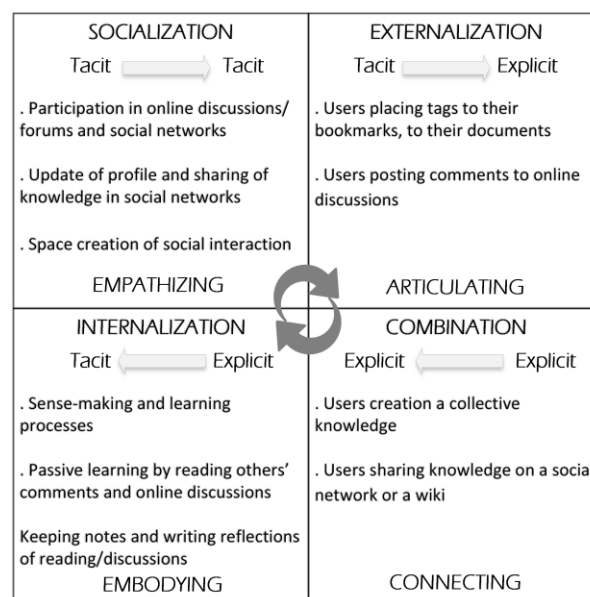 SOCIALIZATION
Tacit Tacit
. Participation in online discussions/
forums and social networks
. Update of profile and sharing of
knowledge in social networks
. Space creation of social interaction
EMPATHIZING
EXTERNALIZATION
Tacit Explicit
. Users placing tags to their
bookmarks, to their documents
. Users posting comments to online
discussions
ARTICULATING
INTERNALIZATION
Tacit Explicit
. Sense-making and learning
processes
. Passive learning by reading others’
comments and online discussions
Keeping notes and writing reflections
of reading/discussions
EMBODYING
COMBINATION
Explicit Explicit
. Users creation a collective
knowledge
. Users sharing knowledge on a socia
network or a wiki
CONNECTING